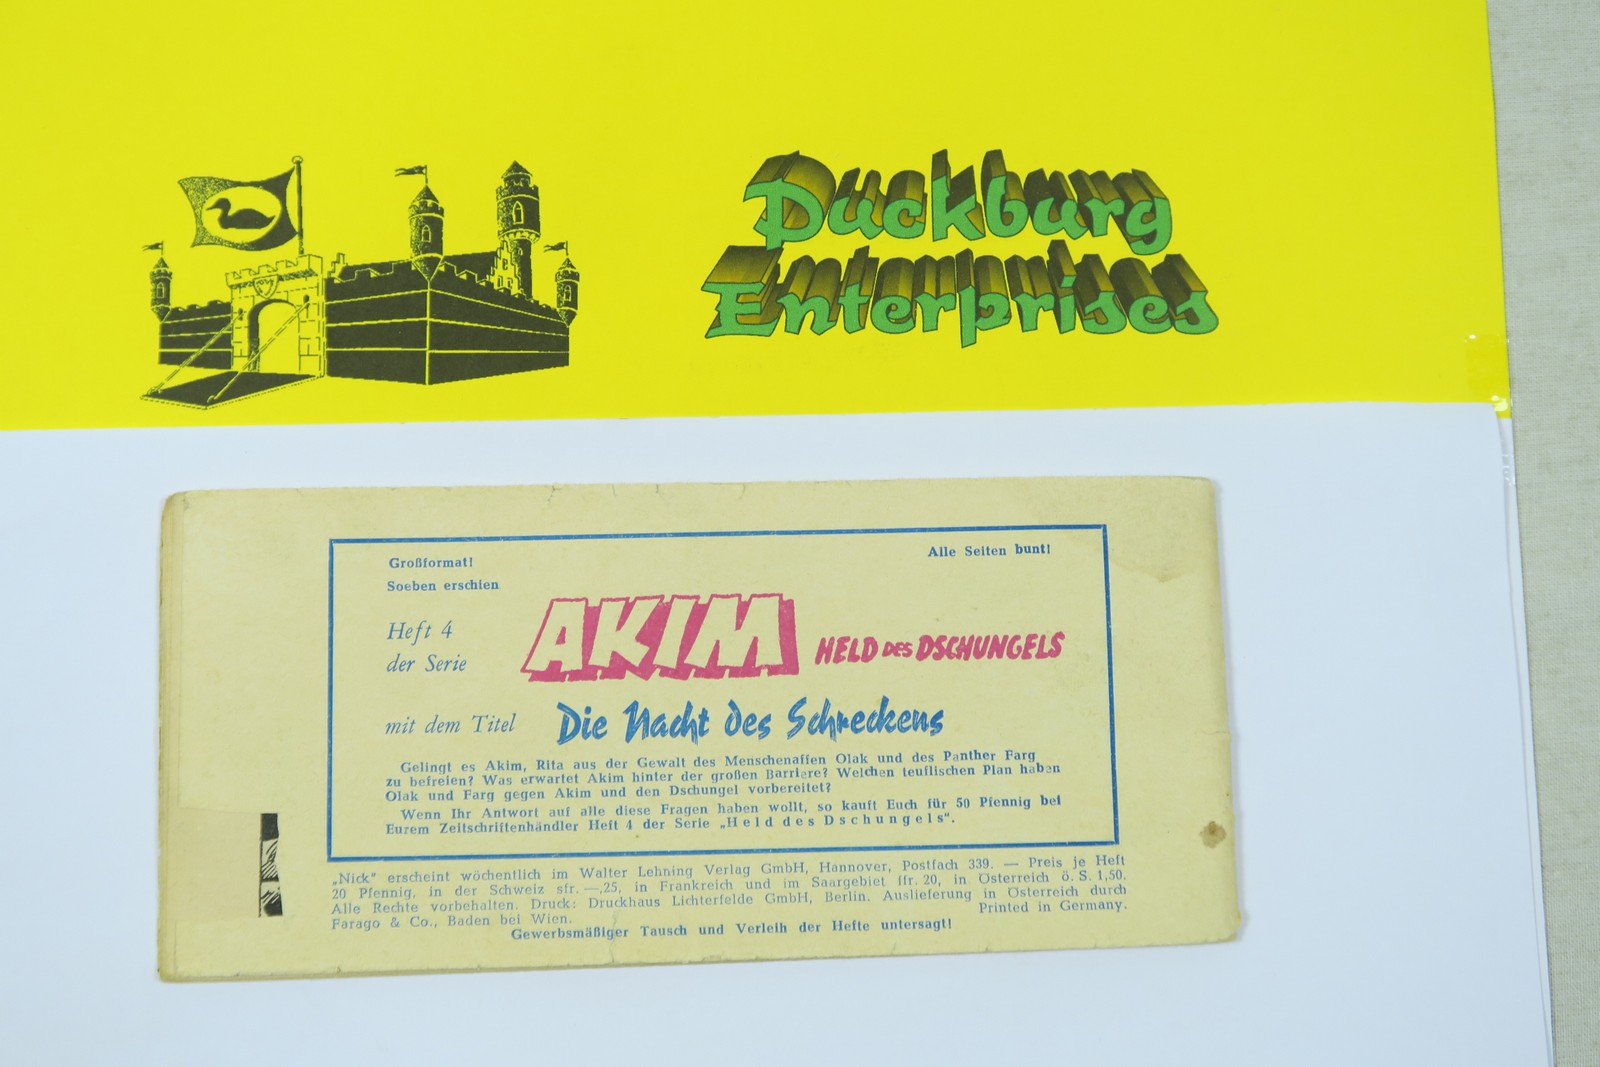 Duckburg
Enterprises
Großformat!
Alle Seiten bunt!
Soeben erschien
Heft 4
der Serie
AKIM HELD DES DSCHUNGELS
mit dem Titel Die Nacht des Schreckens
Gelingt es Akim, Rita aus der Gewalt des Menschenaffen Olak und des Panther Farg
zu befreien? Was erwartet Akim hinter der großen Barriere? Welchen teuflischen Plan haben
Olak und Farg gegen Akim und den Dschungel vorbereitet?
Wenn Ihr Antwort auf alle diese Fragen haben wollt, so kauft Euch für 50 Pfennig bei
Eurem Zeitschriftenhändler Heft 4 der Serie „Held des Dschungels".
„Nick" erscheint wöchentlich im Walter Lehning Verlag GmbH, Hannover, Postfach 339. — Preis je Heft
20 Pfennig, in der Schweiz sfr. —,25, in Frankreich und im Saargebiet ffr. 20, in Österreich ö. S. 1,50.
Alle Rechte vorbehalten. Druck: Druckhaus Lichterfelde GmbH, Berlin. Auslieferung in Österreich durch
Farago & Co., Baden bei Wien. Printed in Germany.
Gewerbsmäßiger Tausch und Verleih der Hefte untersagt!